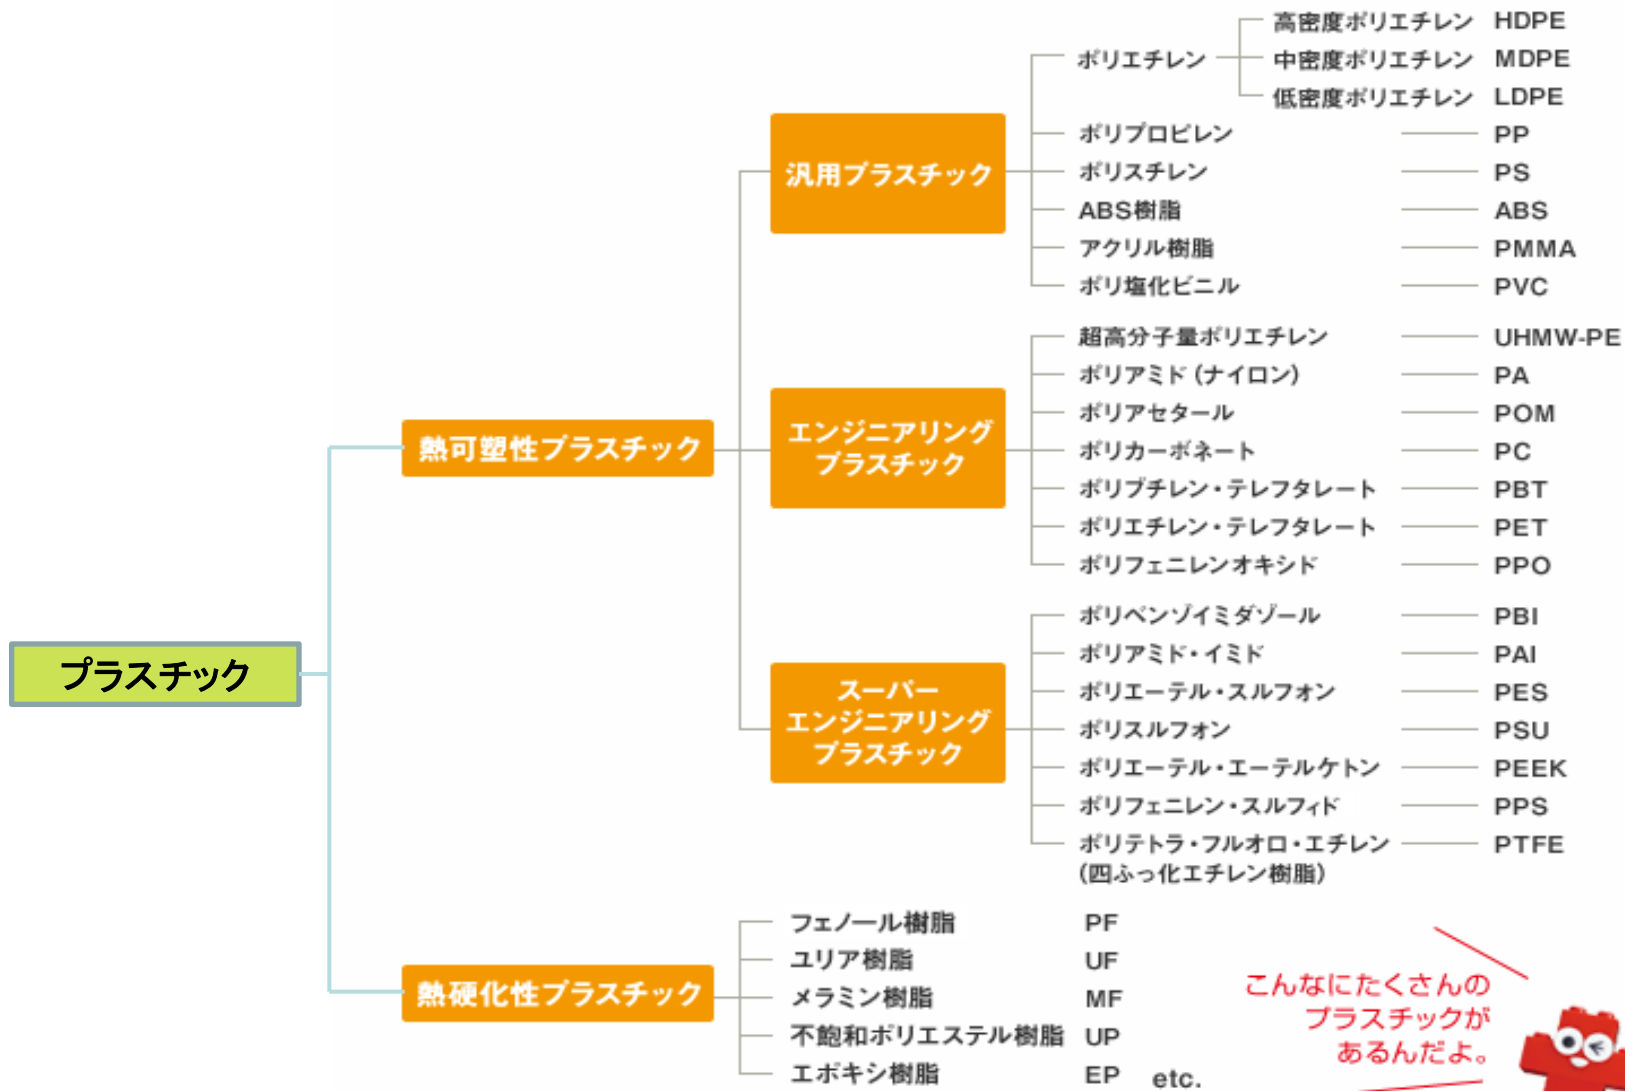 プラスチック
熱可塑性プラスチック
汎用プラスチック
ポリエチレン
高密度ポリエチレン HDPE
中密度ポリエチレン MDPE
低密度ポリエチレン LDPE
ポリプロピレン PP
ポリスチレン PS
ABS樹脂 ABS
アクリル樹脂 PMMA
ポリ塩化ビニル PVC
エンジニアリング
プラスチック
超高分子量ポリエチレン UHMW-PE
ポリアミド(ナイロン) PA
ポリアセタール POM
ポリカーボネート PC
ポリブチレン・テレフタレート PBT
ポリエチレン・テレフタレート PET
ポリフェニレンオキシド PPO
スーパー
エンジニアリング
プラスチック
ポリベンゾイミダゾール PBI
ポリアミド・イミド PAI
ポリエーテル・スルフォン PES
ポリスルフォン PSU
ポリエーテル・エーテルケトン PEEK
ポリフェニレン・スルフィド PPS
ポリテトラ・フルオロ・エチレン PTFE
(四ふっ化エチレン樹脂)
熱硬化性プラスチック
フェノール樹脂 PF
ユリア樹脂 UF
メラミン樹脂 MF
不飽和ポリエステル樹脂 UP
エポキシ樹脂 EP etc.
こんなにたくさんの
プラスチックが
あるんだよ。